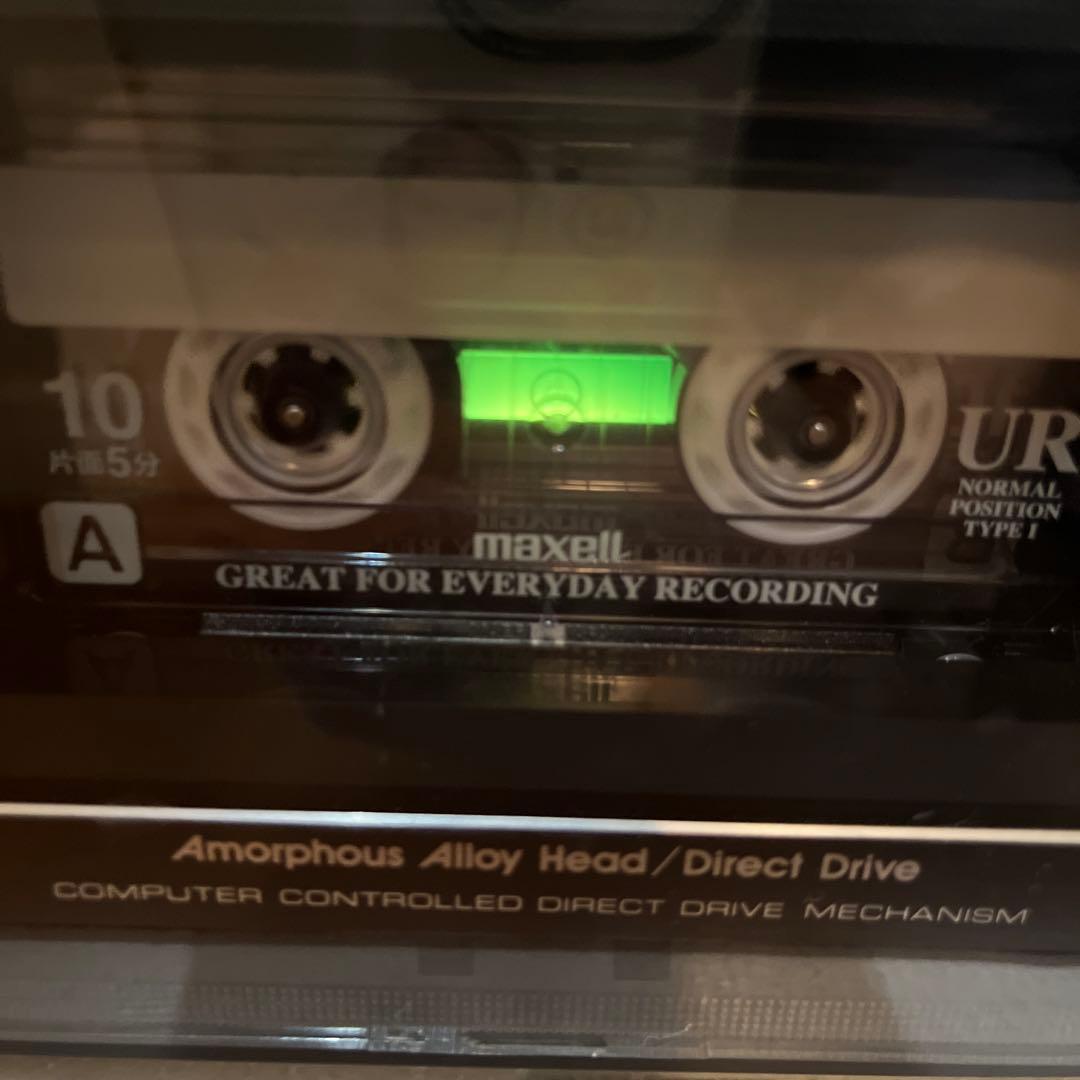 10
片面5分
UR
NORMAL
POSITION
TYPE I
A
maxell
GREAT FOR EVERYDAY RECORDING
Amorphous Alloy Head/Direct Drive
COMPUTER CONTROLLED DIRECT DRIVE MECHANISM